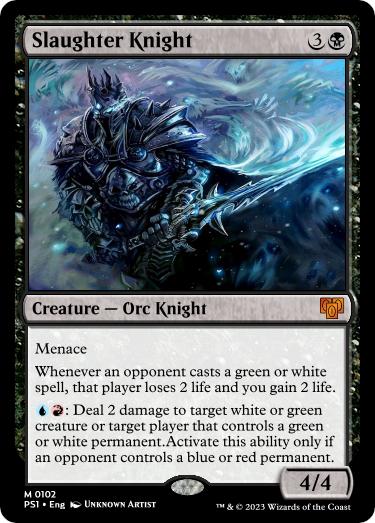 Slaughter Knight 3
Creature — Orc Knight
Menace
Whenever an opponent casts a green or white
spell, that player loses 2 life and you gain 2 life.
: Deal 2 damage to target white or green
creature or target player that controls a green
or white permanent.Activate this ability only if
an opponent controls a blue or red permanent.
4/4
M 0102
PS1 • Eng Unknown Artist
™ & © 2023 Wizards of the Coast